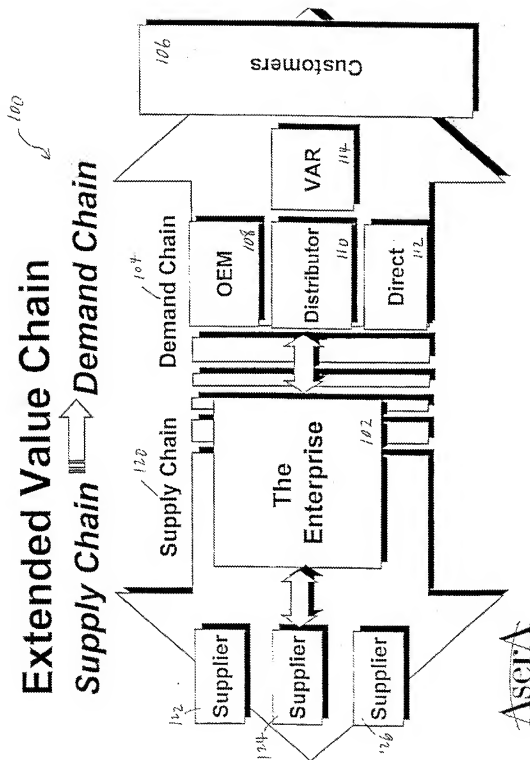 Extended Value Chain
Supply Chain Demand Chain
100
Supply Chain 120
Demand Chain 104
Supplier 122
Supplier 124
Supplier 126
The Enterprise 102
OEM 108
Distributor 110
Direct 112
VAR 114
Customers 106
AserA